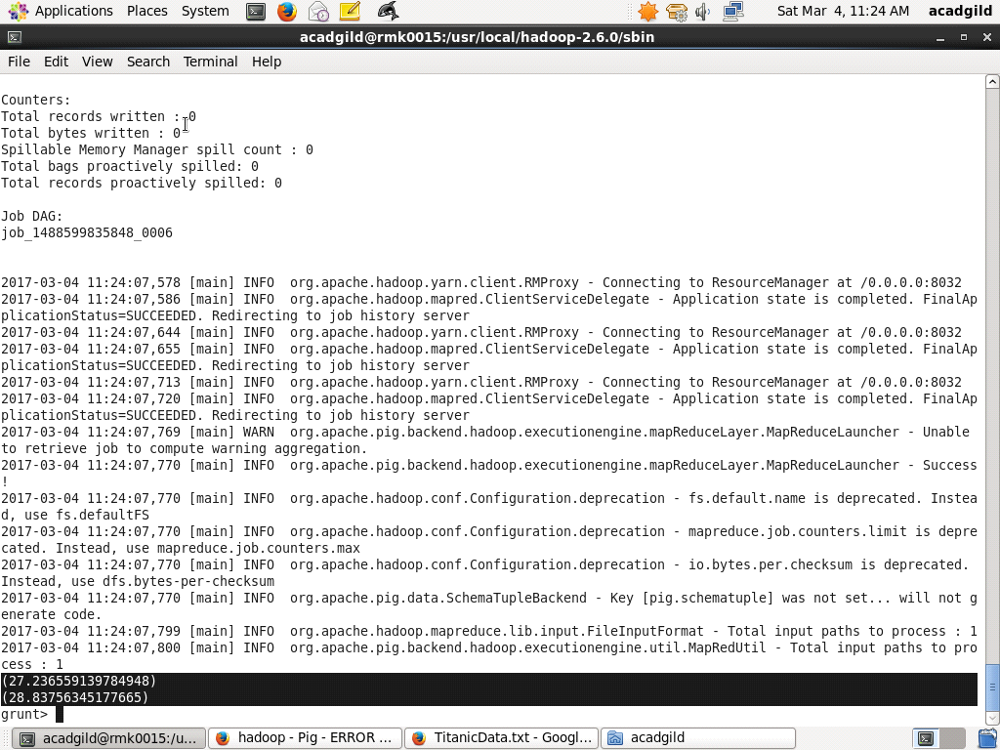 Applications Places System Sat Mar 4, 11:24 AM acadgild
acadgild@rmk0015:/usr/local/hadoop-2.6.0/sbin
File Edit View Search Terminal Help
Counters:
Total records written : 0
Total bytes written : 0
Spillable Memory Manager spill count : 0
Total bags proactively spilled: 0
Total records proactively spilled: 0
Job DAG:
job_1488599835848_0006
2017-03-04 11:24:07,578 [main] INFO  org.apache.hadoop.yarn.client.RMProxy - Connecting to ResourceManager at /0.0.0.0:8032
2017-03-04 11:24:07,586 [main] INFO  org.apache.hadoop.mapred.ClientServiceDelegate - Application state is completed. FinalAp
plicationStatus=SUCCEEDED. Redirecting to job history server
2017-03-04 11:24:07,644 [main] INFO  org.apache.hadoop.yarn.client.RMProxy - Connecting to ResourceManager at /0.0.0.0:8032
2017-03-04 11:24:07,655 [main] INFO  org.apache.hadoop.mapred.ClientServiceDelegate - Application state is completed. FinalAp
plicationStatus=SUCCEEDED. Redirecting to job history server
2017-03-04 11:24:07,713 [main] INFO  org.apache.hadoop.yarn.client.RMProxy - Connecting to ResourceManager at /0.0.0.0:8032
2017-03-04 11:24:07,720 [main] INFO  org.apache.hadoop.mapred.ClientServiceDelegate - Application state is completed. FinalAp
plicationStatus=SUCCEEDED. Redirecting to job history server
2017-03-04 11:24:07,769 [main] WARN  org.apache.pig.backend.hadoop.executionengine.mapReduceLayer.MapReduceLauncher - Unable
to retrieve job to compute warning aggregation.
2017-03-04 11:24:07,770 [main] INFO  org.apache.pig.backend.hadoop.executionengine.mapReduceLayer.MapReduceLauncher - Success
!
2017-03-04 11:24:07,770 [main] INFO  org.apache.hadoop.conf.Configuration.deprecation - fs.default.name is deprecated. Instea
d, use fs.defaultFS
2017-03-04 11:24:07,770 [main] INFO  org.apache.hadoop.conf.Configuration.deprecation - mapreduce.job.counters.limit is depre
cated. Instead, use mapreduce.job.counters.max
2017-03-04 11:24:07,770 [main] INFO  org.apache.hadoop.conf.Configuration.deprecation - io.bytes.per.checksum is deprecated.
Instead, use dfs.bytes-per-checksum
2017-03-04 11:24:07,770 [main] INFO  org.apache.pig.data.SchemaTupleBackend - Key [pig.schematuple] was not set... will not g
enerate code.
2017-03-04 11:24:07,799 [main] INFO  org.apache.hadoop.mapreduce.lib.input.FileInputFormat - Total input paths to process : 1
2017-03-04 11:24:07,800 [main] INFO  org.apache.pig.backend.hadoop.executionengine.util.MapRedUtil - Total input paths to pro
cess : 1
(27.236559139784948)
(28.83756345177665)
grunt>
acadgild@rmk0015:/u... hadoop - Pig - ERROR ... TitanicData.txt - Googl... acadgild